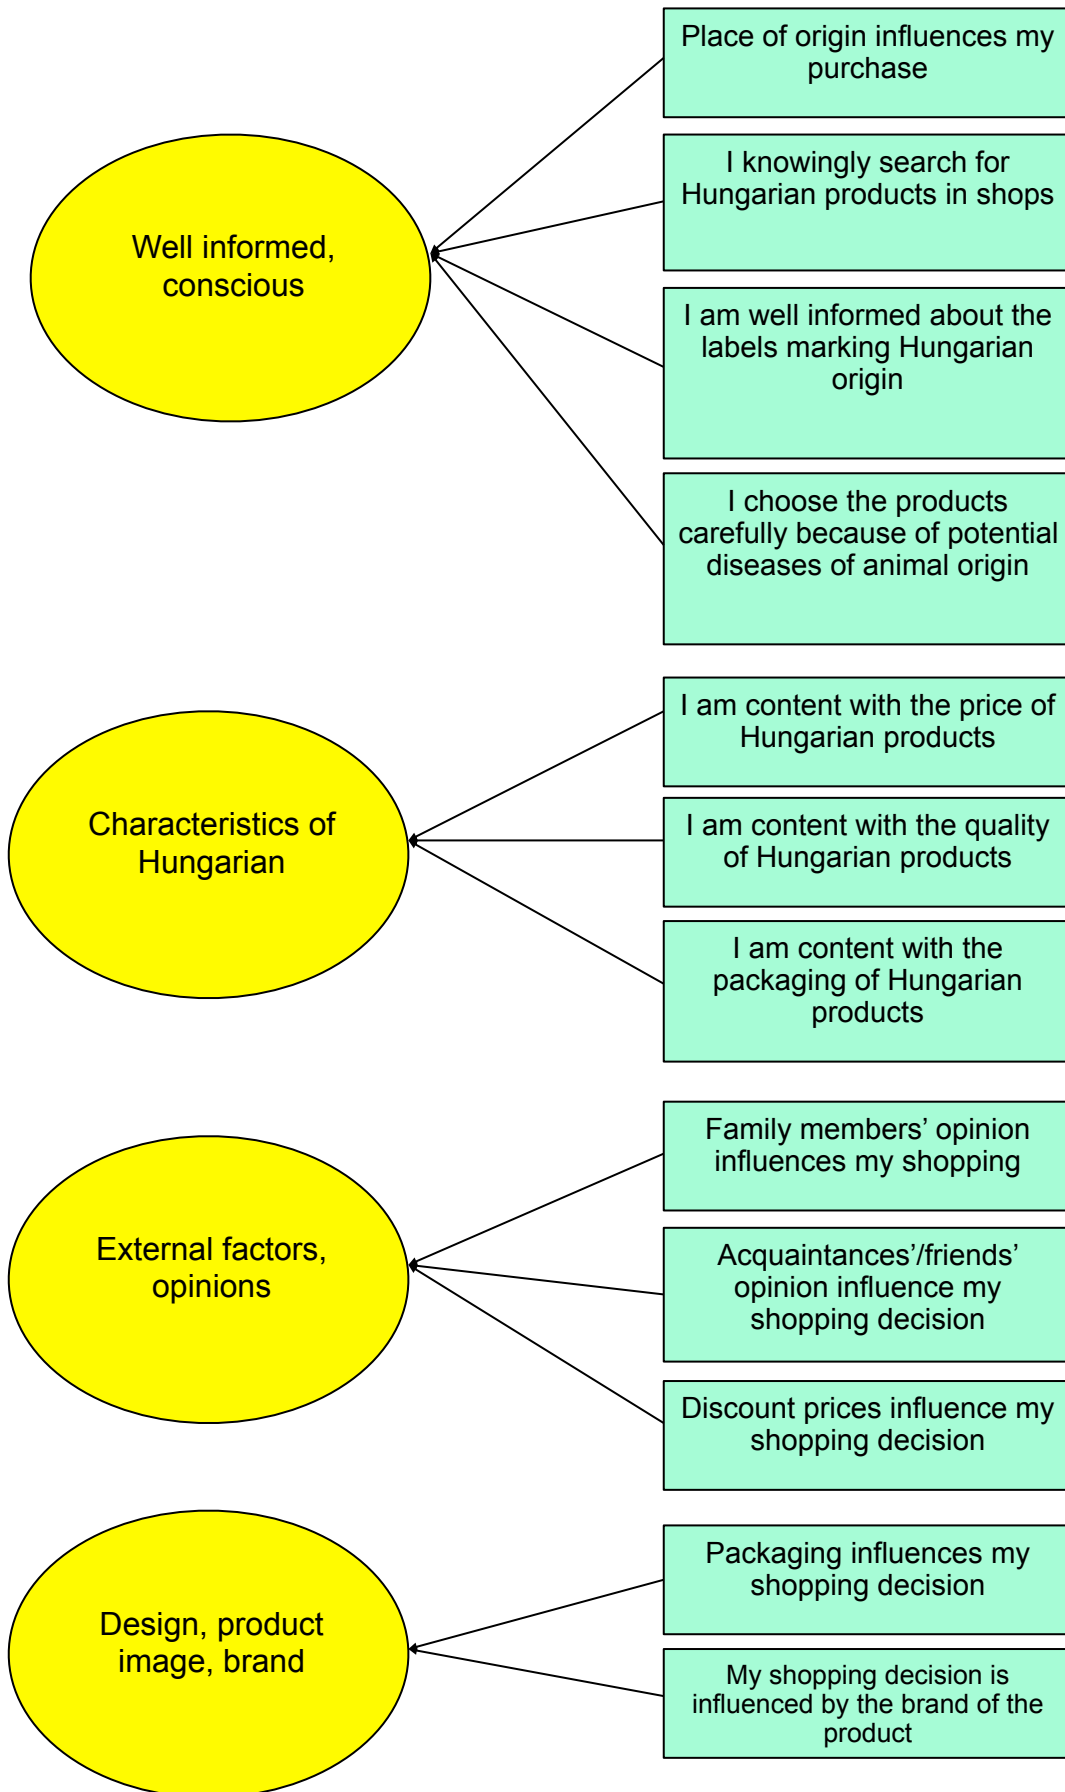 Place of origin influences my
purchase
I knowingly search for
Hungarian products in shops
Well informed,
conscious
I am well informed about the
labels marking Hungarian
origin
I choose the products
carefully because of potential
diseases of animal origin
I am content with the price of
Hungarian products
Characteristics of
Hungarian
I am content with the quality
of Hungarian products
I am content with the
packaging of Hungarian
products
Family members’ opinion
influences my shopping
External factors,
opinions
Acquaintances’/friends’
opinion influence my
shopping decision
Discount prices influence my
shopping decision
Packaging influences my
shopping decision
Design, product
image, brand
My shopping decision is
influenced by the brand of the
product